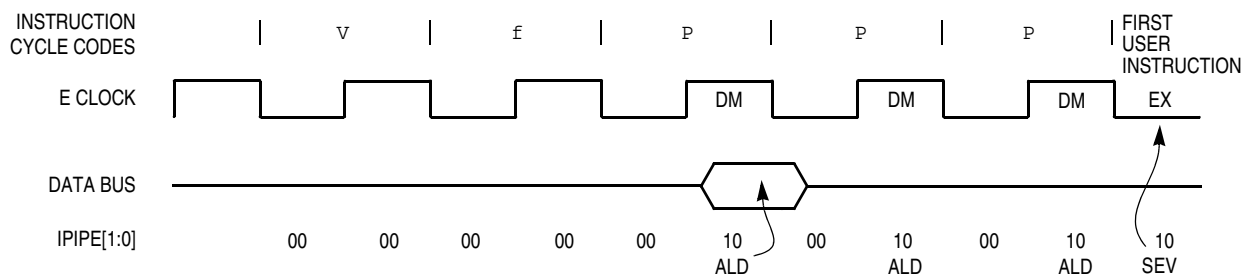 INSTRUCTION
CYCLE CODES
V f P P P
FIRST
USER
INSTRUCTION
E CLOCK
DM DM DM EX
DATA BUS
IPIPE[1:0]
00 00 00 00 00 10 00 10 00 10 10
ALD ALD ALD SEV